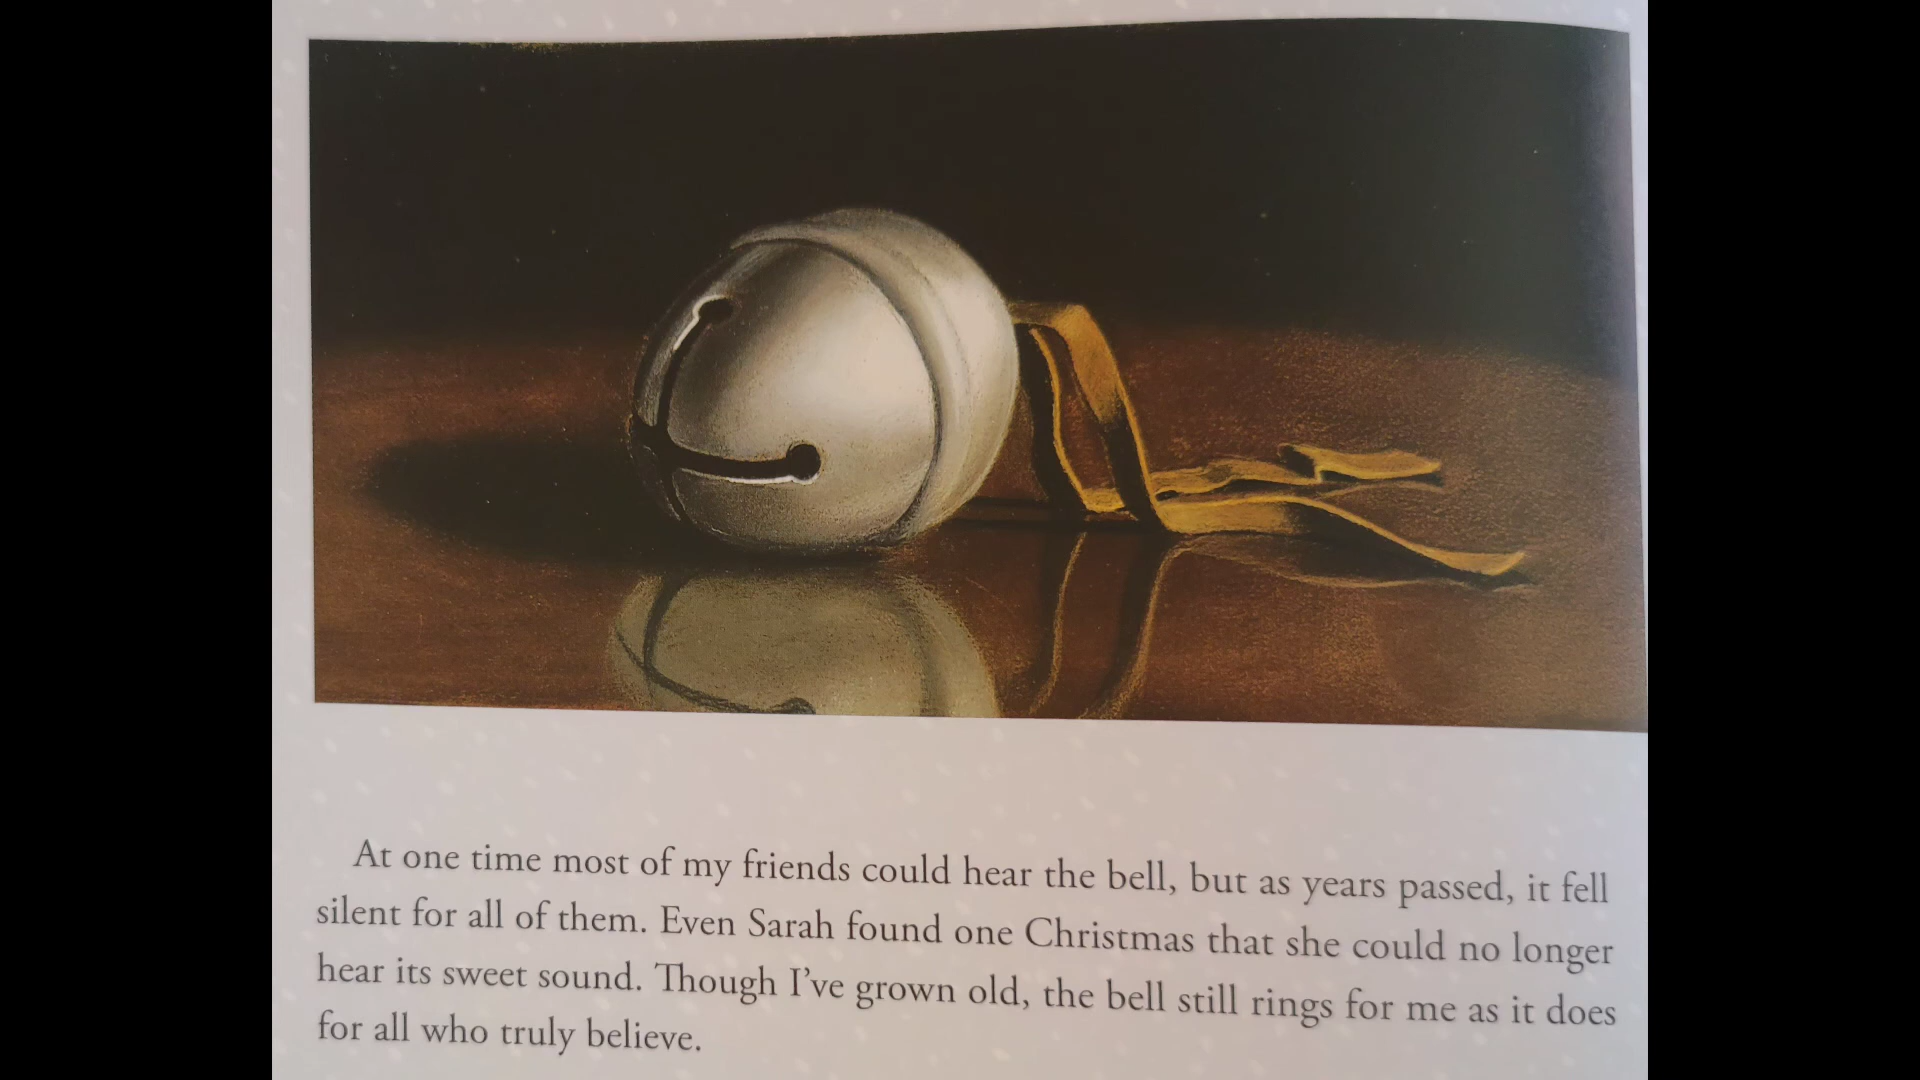 At one time most of my friends could hear the bell, but as years passed, it fell
silent for all of them. Even Sarah found one Christmas that she could no longer
hear its sweet sound. Though I’ve grown old, the bell still rings for me as it does
for all who truly believe.